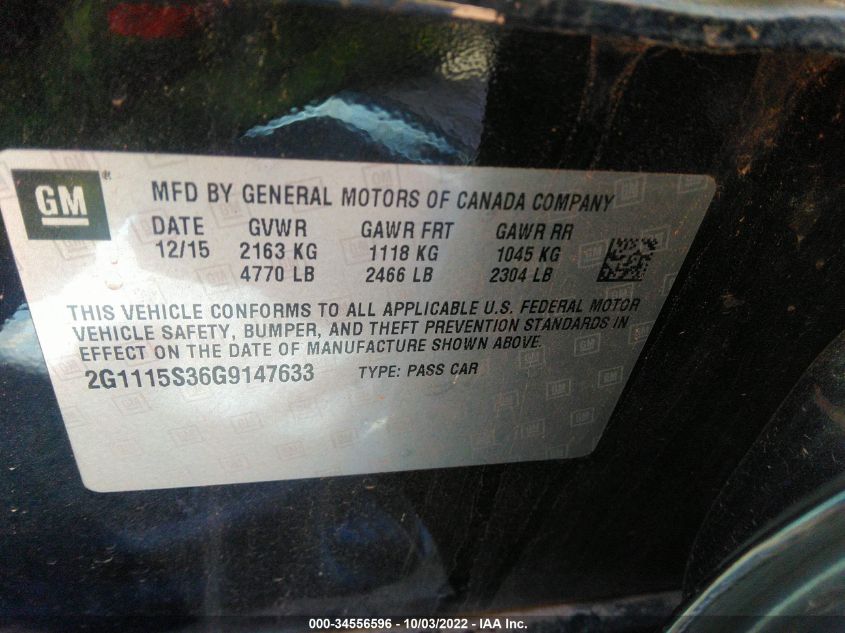 GM ®
MFD BY GENERAL MOTORS OF CANADA COMPANY
DATE GVWR GAWR FRT GAWR RR
12/15 2163 KG 1118 KG 1045 KG
4770 LB 2466 LB 2304 LB
THIS VEHICLE CONFORMS TO ALL APPLICABLE U.S. FEDERAL MOTOR
VEHICLE SAFETY, BUMPER, AND THEFT PREVENTION STANDARDS IN
EFFECT ON THE DATE OF MANUFACTURE SHOWN ABOVE.
2G1115S36G9147633 TYPE: PASS CAR
000-34556596 - 10/03/2022 - IAA Inc.